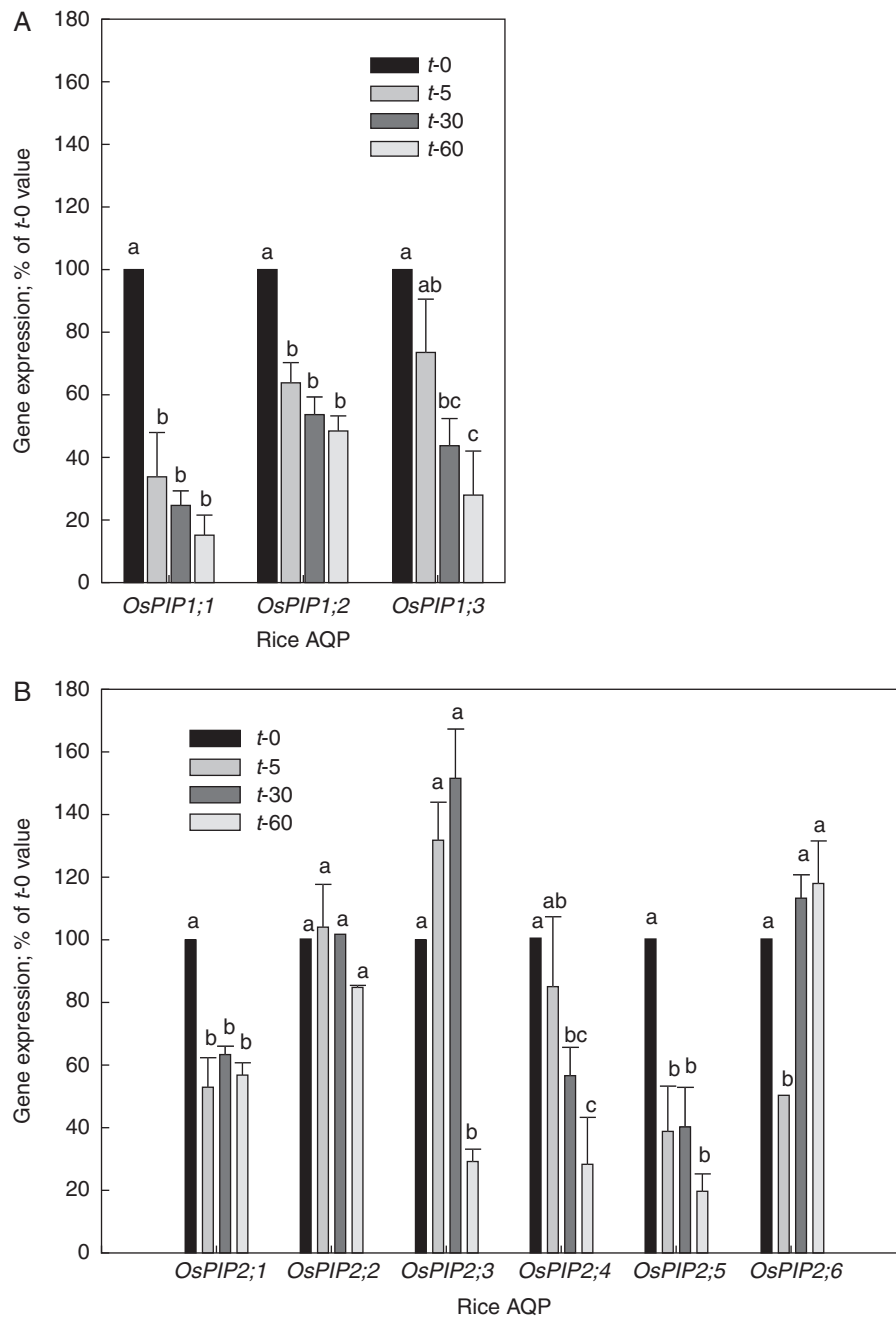 A
Gene expression; % of t-0 value
180
160
140
120
100
80
60
40
20
0
t-0
t-5
t-30
t-60
a
b
b
b
a
b
b
b
a
ab
bc
c
OsPIP1;1
OsPIP1;2
OsPIP1;3
Rice AQP
B
Gene expression; % of t-0 value
180
160
140
120
100
80
60
40
20
0
t-0
t-5
t-30
t-60
a
b
b
b
a
a
a
a
a
a
a
b
a
ab
bc
c
a
b
b
b
a
b
a
a
OsPIP2;1
OsPIP2;2
OsPIP2;3
OsPIP2;4
OsPIP2;5
OsPIP2;6
Rice AQP